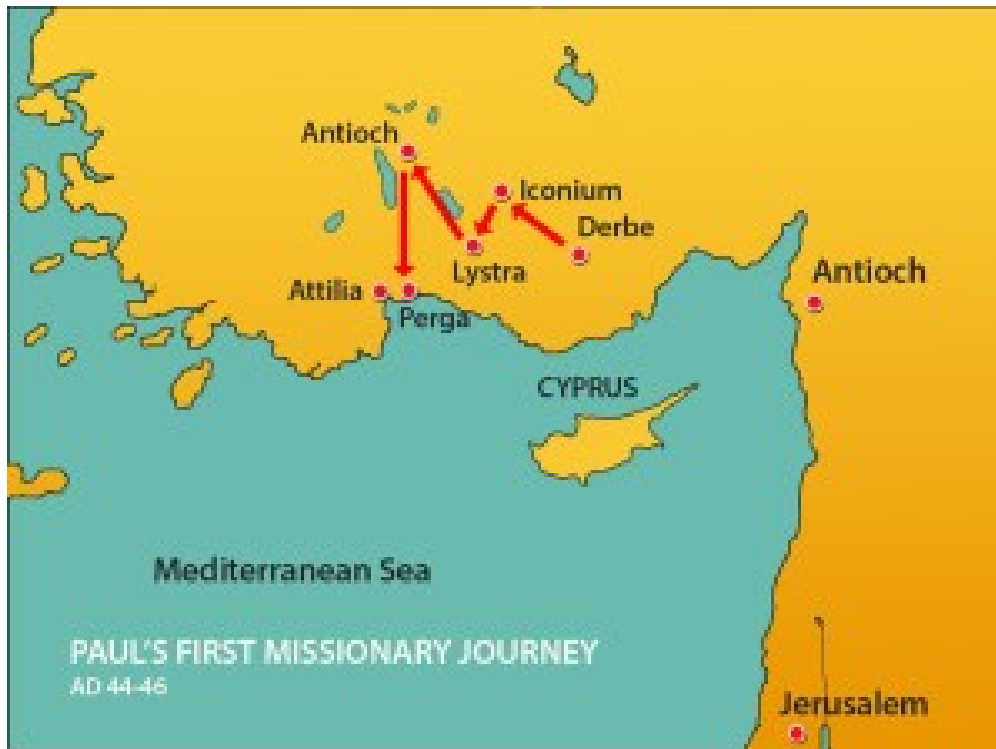 Antioch
Iconium
Derbe
Lystra
Antioch
Attilia
Perga
CYPRUS
Mediterranean Sea
PAUL'S FIRST MISSIONARY JOURNEY
AD 44-46
Jerusalem